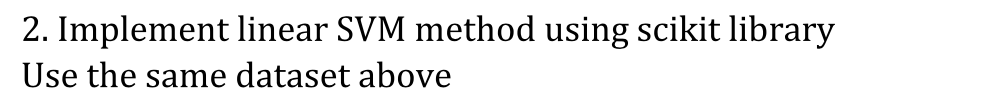 2. Implement linear SVM method using scikit library
Use the same dataset above